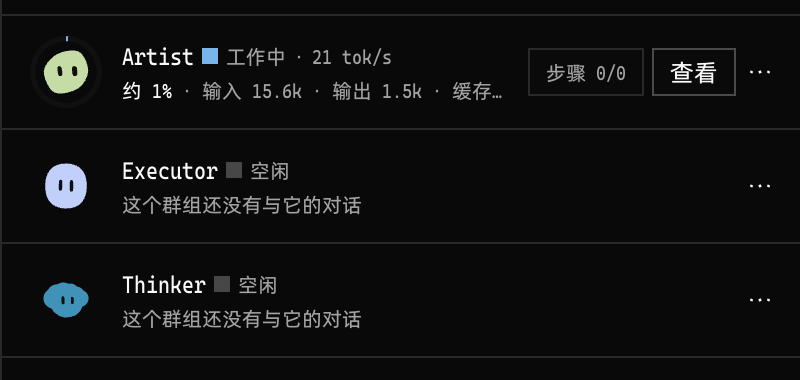 Artist 工作中 · 21 tok/s
约 1% · 输入 15.6k · 输出 1.5k · 缓存…
步骤 0/0
查看
Executor 空闲
这个群组还没有与它的对话
Thinker 空闲
这个群组还没有与它的对话